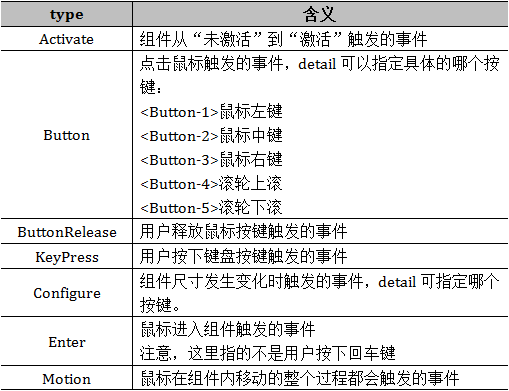 type 含义
Activate 组件从“未激活”到“激活”触发的事件
Button 点击鼠标触发的事件，detail 可以指定具体的哪个按
键：
<Button-1>鼠标左键
<Button-2>鼠标中键
<Button-3>鼠标右键
<Button-4>滚轮上滚
<Button-5>滚轮下滚
ButtonRelease 用户释放鼠标按键触发的事件
KeyPress 用户按下键盘按键触发的事件
Configure 组件尺寸发生变化时触发的事件，detail 可指定哪个
按键。
Enter 鼠标进入组件触发的事件
注意，这里指的不是用户按下回车键
Motion 鼠标在组件内移动的整个过程都会触发的事件